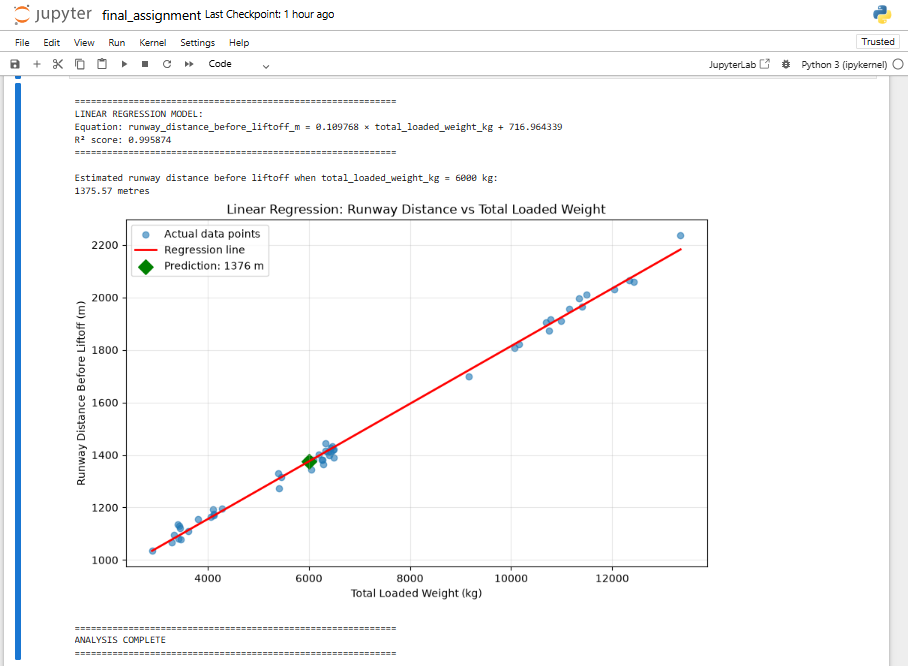 jupyter final_assignment Last Checkpoint: 1 hour ago
File Edit View Run Kernel Settings Help Trusted
Code JupyterLab Python 3 (ipykernel)
============================================================
LINEAR REGRESSION MODEL:
Equation: runway_distance_before_liftoff_m = 0.109768 × total_loaded_weight_kg + 716.964339
R² score: 0.995874
============================================================
Estimated runway distance before liftoff when total_loaded_weight_kg = 6000 kg:
1375.57 metres
Linear Regression: Runway Distance vs Total Loaded Weight
Actual data points
Regression line
Prediction: 1376 m
Runway Distance Before Liftoff (m)
2200
2000
1800
1600
1400
1200
1000
4000 6000 8000 10000 12000
Total Loaded Weight (kg)
============================================================
ANALYSIS COMPLETE
============================================================